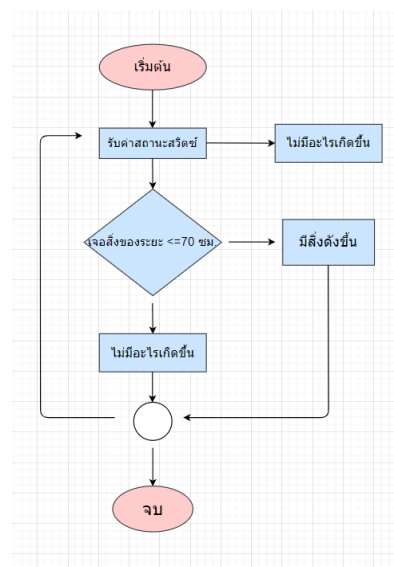 เริ่มต้น
รับค่าสถานะสวิตซ์
ไม่มีอะไรเกิดขึ้น
เจอสิ่งของระยะ <=70 ซม.
มีสิ่งดังขึ้น
ไม่มีอะไรเกิดขึ้น
จบ